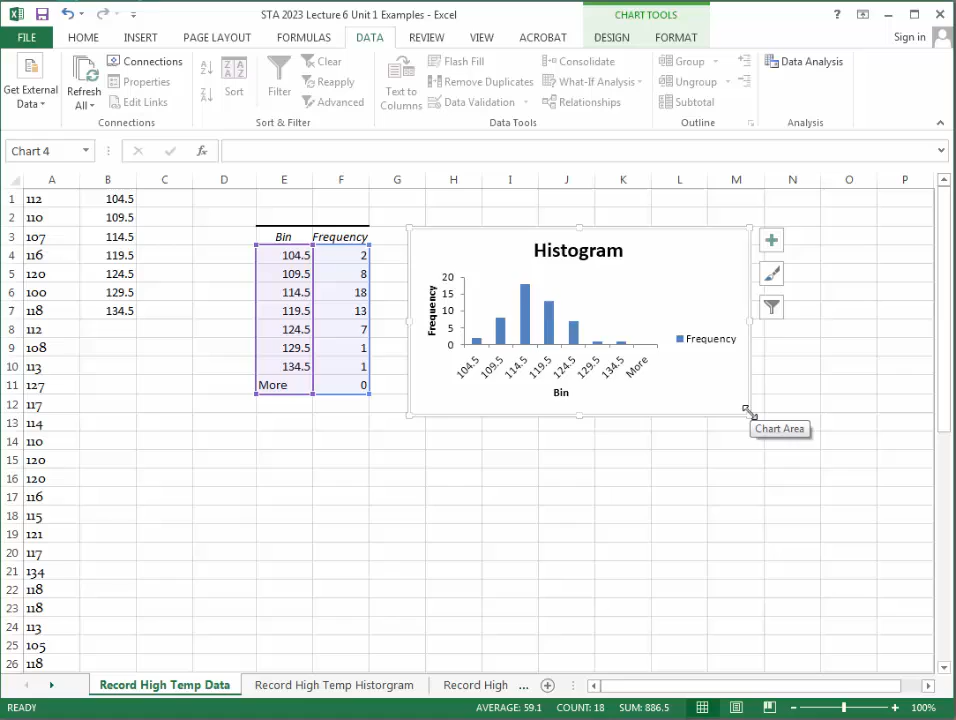 STA 2023 Lecture 6 Unit 1 Examples - Excel
CHART TOOLS
?
FILE HOME INSERT PAGE LAYOUT FORMULAS DATA REVIEW VIEW ACROBAT DESIGN FORMAT Sign in
Get External
Data
Refresh
All
Connections
Properties
Edit Links
Connections
Sort
Filter
Clear
Reapply
Advanced
Sort & Filter
Text to
Columns
Flash Fill
Remove Duplicates
Data Validation
Consolidate
What-If Analysis
Relationships
Data Tools
Group
Ungroup
Subtotal
Outline
Data Analysis
Analysis
Chart 4
fx
A B C D E F G H I J K L M N O P
1 112 104.5
2 110 109.5
3 107 114.5 Bin Frequency
4 116 119.5 104.5 2
5 120 124.5 109.5 8
6 100 129.5 114.5 18
7 118 134.5 119.5 13
8 112 124.5 7
9 108 129.5 1
10 113 134.5 1
11 127 More 0
12 117
13 114
14 110
15 120
16 120
17 116
18 115
19 121
20 117
21 134
22 118
23 118
24 113
25 105
26 118
Histogram
Frequency
20
15
10
5
0
104.5 109.5 114.5 119.5 124.5 129.5 134.5 More
Bin
Frequency
Chart Area
Record High Temp Data Record High Temp Historgram Record High ...
READY AVERAGE: 59.1 COUNT: 18 SUM: 886.5 100%